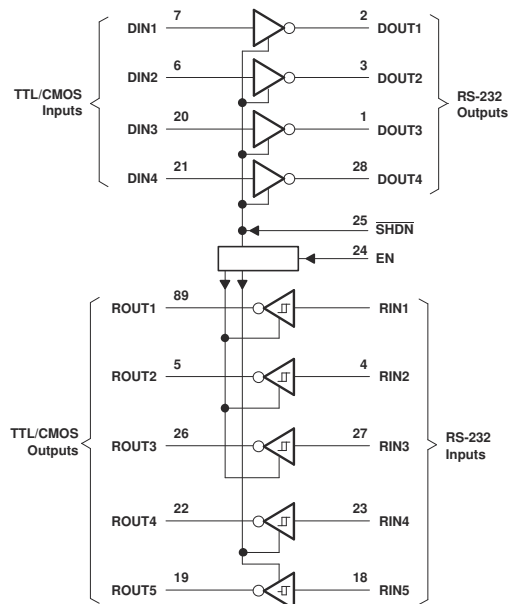 DIN1 7 2 DOUT1
DIN2 6 3 DOUT2
TTL/CMOS
Inputs
RS-232
Outputs
DIN3 20 1 DOUT3
DIN4 21 28 DOUT4
25 SHDN
24 EN
ROUT1 89 RIN1
ROUT2 5 4 RIN2
TTL/CMOS
Outputs
ROUT3 26 27 RIN3
RS-232
Inputs
ROUT4 22 23 RIN4
ROUT5 19 18 RIN5